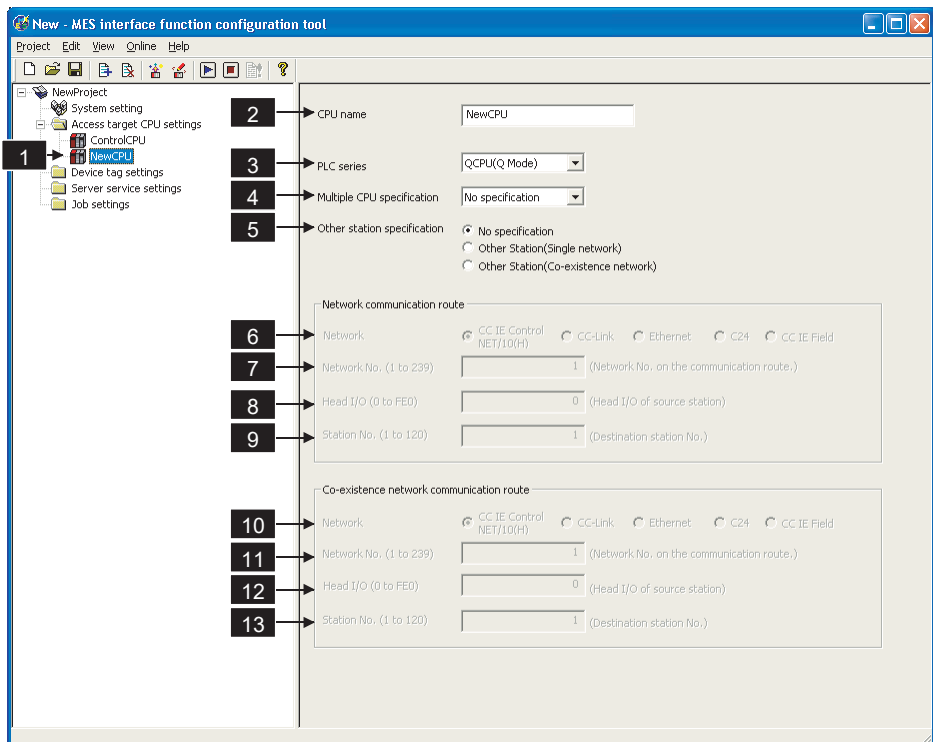 New - MES interface function configuration tool
Project Edit View Online Help
NewProject
System setting
Access target CPU settings
ControlCPU
1 NewCPU
Device tag settings
Server service settings
Job settings
2 CPU name NewCPU
3 PLC series QCPU(Q Mode)
4 Multiple CPU specification No specification
5 Other station specification No specification
Other Station(Single network)
Other Station(Co-existence network)
Network communication route
6 Network CC IE Control NET/10(H) CC-Link Ethernet C24 CC IE Field
7 Network No. (1 to 239) 1 (Network No. on the communication route.)
8 Head I/O (0 to FE0) 0 (Head I/O of source station)
9 Station No. (1 to 120) 1 (Destination station No.)
Co-existence network communication route
10 Network CC IE Control NET/10(H) CC-Link Ethernet C24 CC IE Field
11 Network No. (1 to 239) 1 (Network No. on the communication route.)
12 Head I/O (0 to FE0) 0 (Head I/O of source station)
13 Station No. (1 to 120) 1 (Destination station No.)